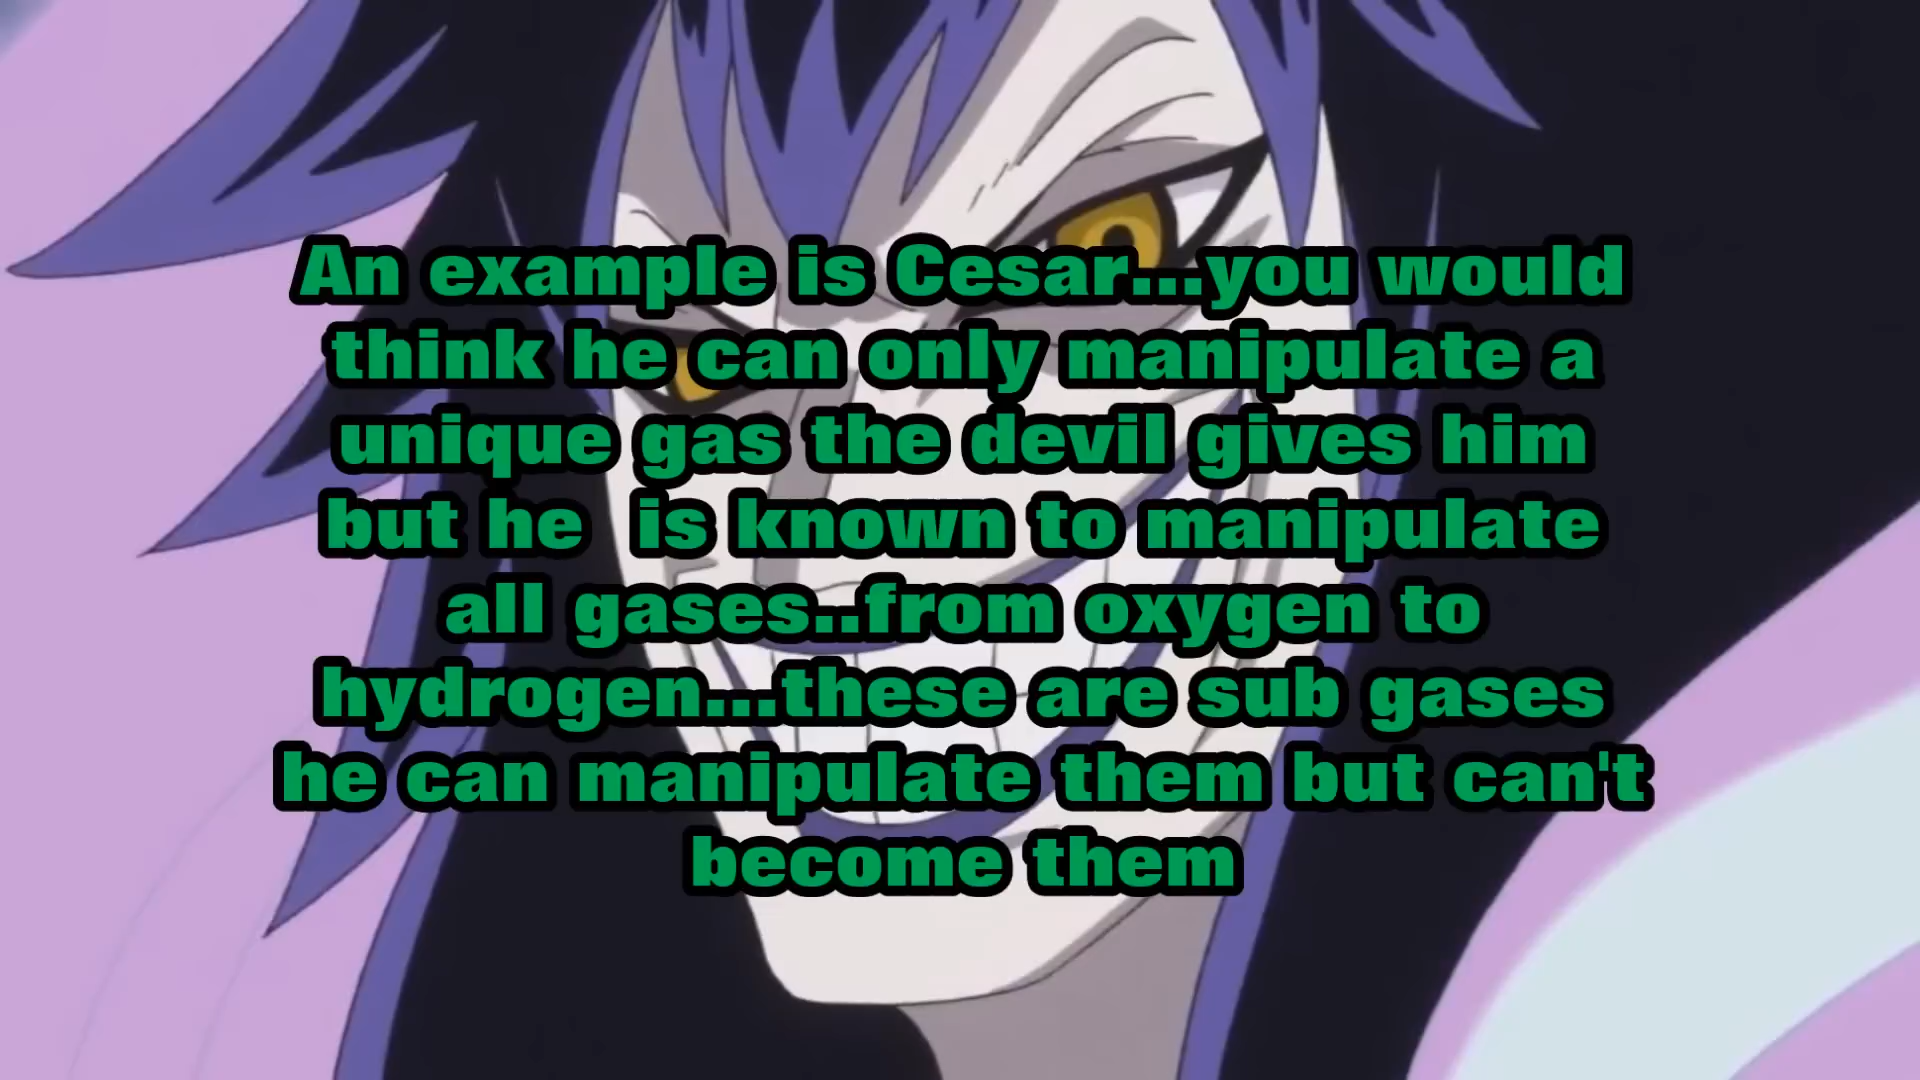 An example is Cesar...you would
think he can only manipulate a
unique gas the devil gives him
but he  is known to manipulate
all gases..from oxygen to
hydrogen...these are sub gases
he can manipulate them but can't
become them